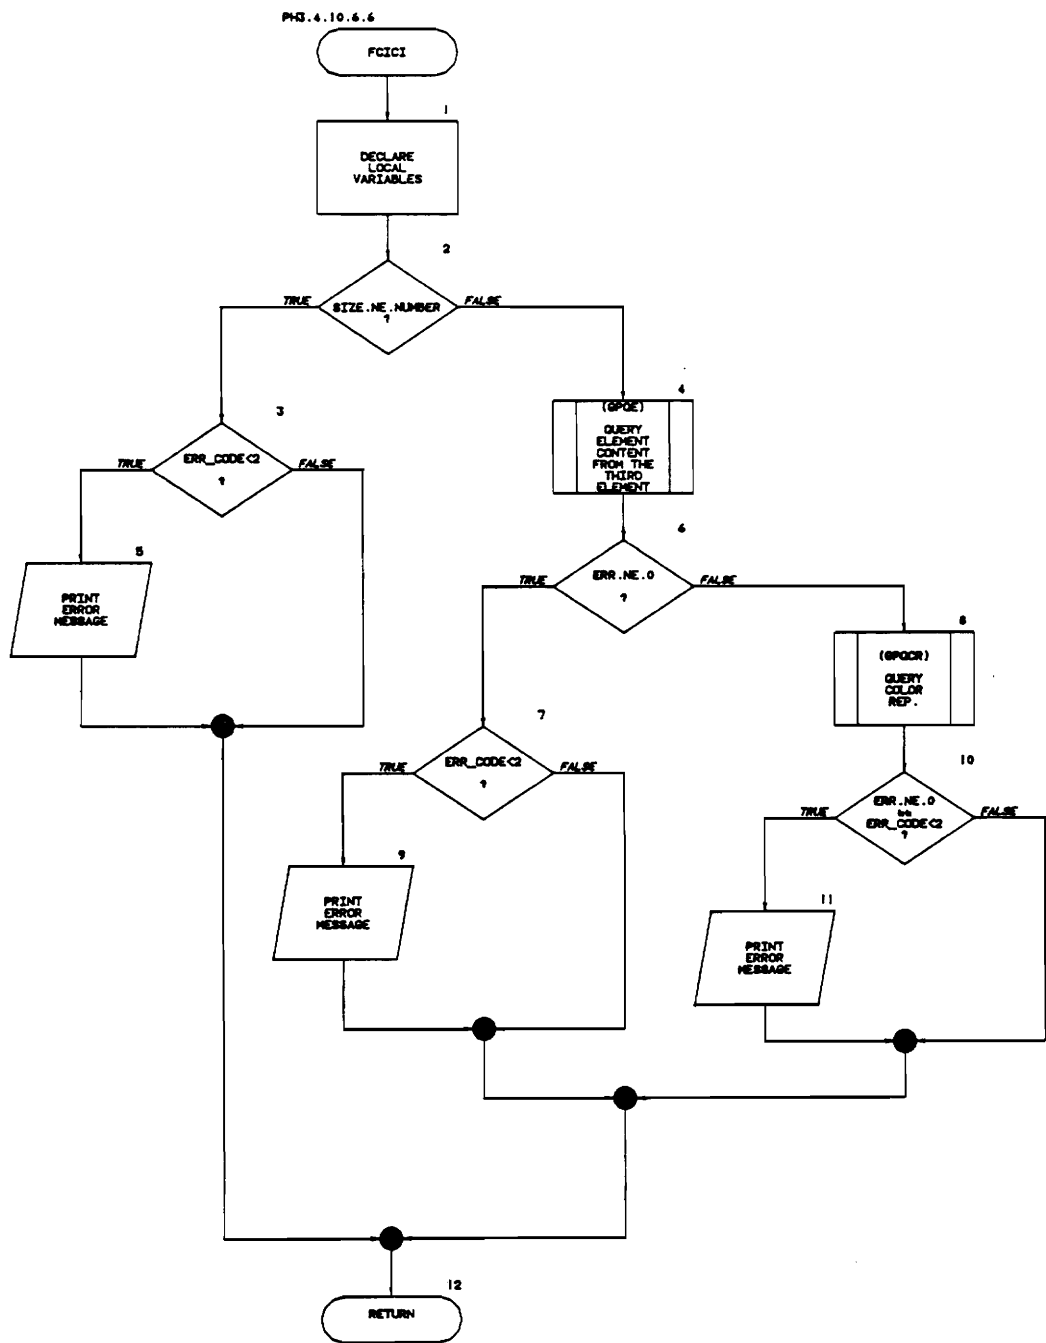 PH3.4.10.6.6
FCICI
1
DECLARE
LOCAL
VARIABLES
2
TRUE
SIZE.NE.NUMBER
?
FALSE
3
TRUE
ERR_CODE<2
?
FALSE
4
(GPQE)
QUERY
ELEMENT
CONTENT
FROM THE
THIRD
ELEMENT
5
PRINT
ERROR
MESSAGE
6
TRUE
ERR.NE.0
?
FALSE
7
TRUE
ERR_CODE<2
?
FALSE
8
(GPQCR)
QUERY
COLOR
REP.
9
PRINT
ERROR
MESSAGE
10
TRUE
ERR.NE.0
&&
ERR_CODE<2
?
FALSE
11
PRINT
ERROR
MESSAGE
12
RETURN